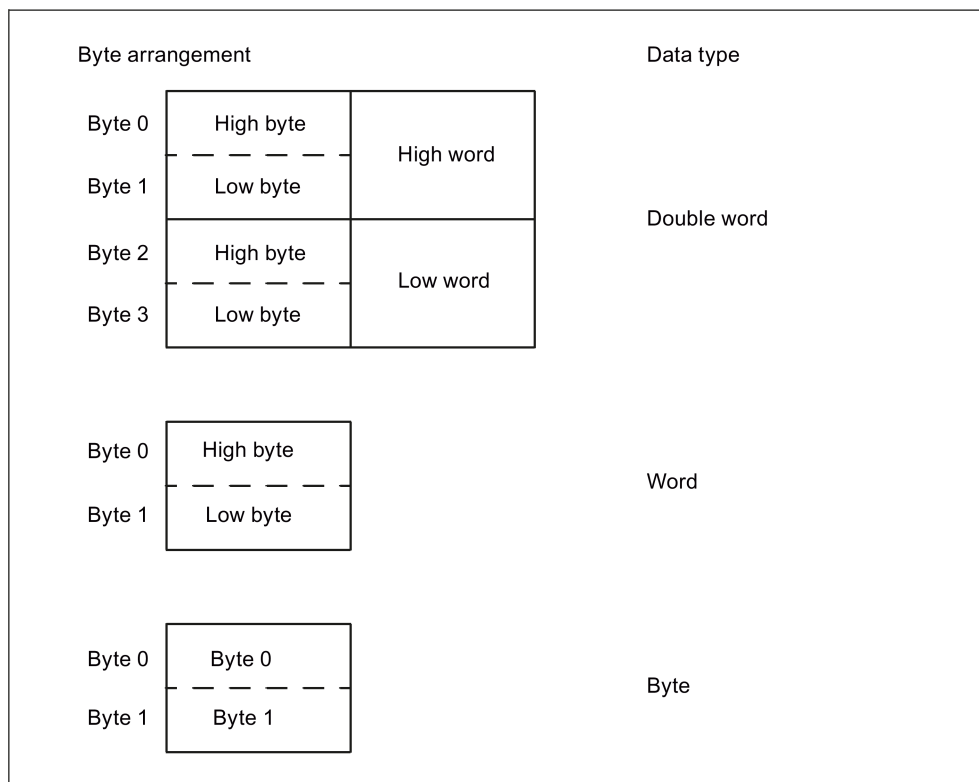 Byte arrangement Data type
Byte 0 High byte
High word
Byte 1 Low byte
Double word
Byte 2 High byte
Low word
Byte 3 Low byte
Byte 0 High byte
Word
Byte 1 Low byte
Byte 0 Byte 0
Byte
Byte 1 Byte 1